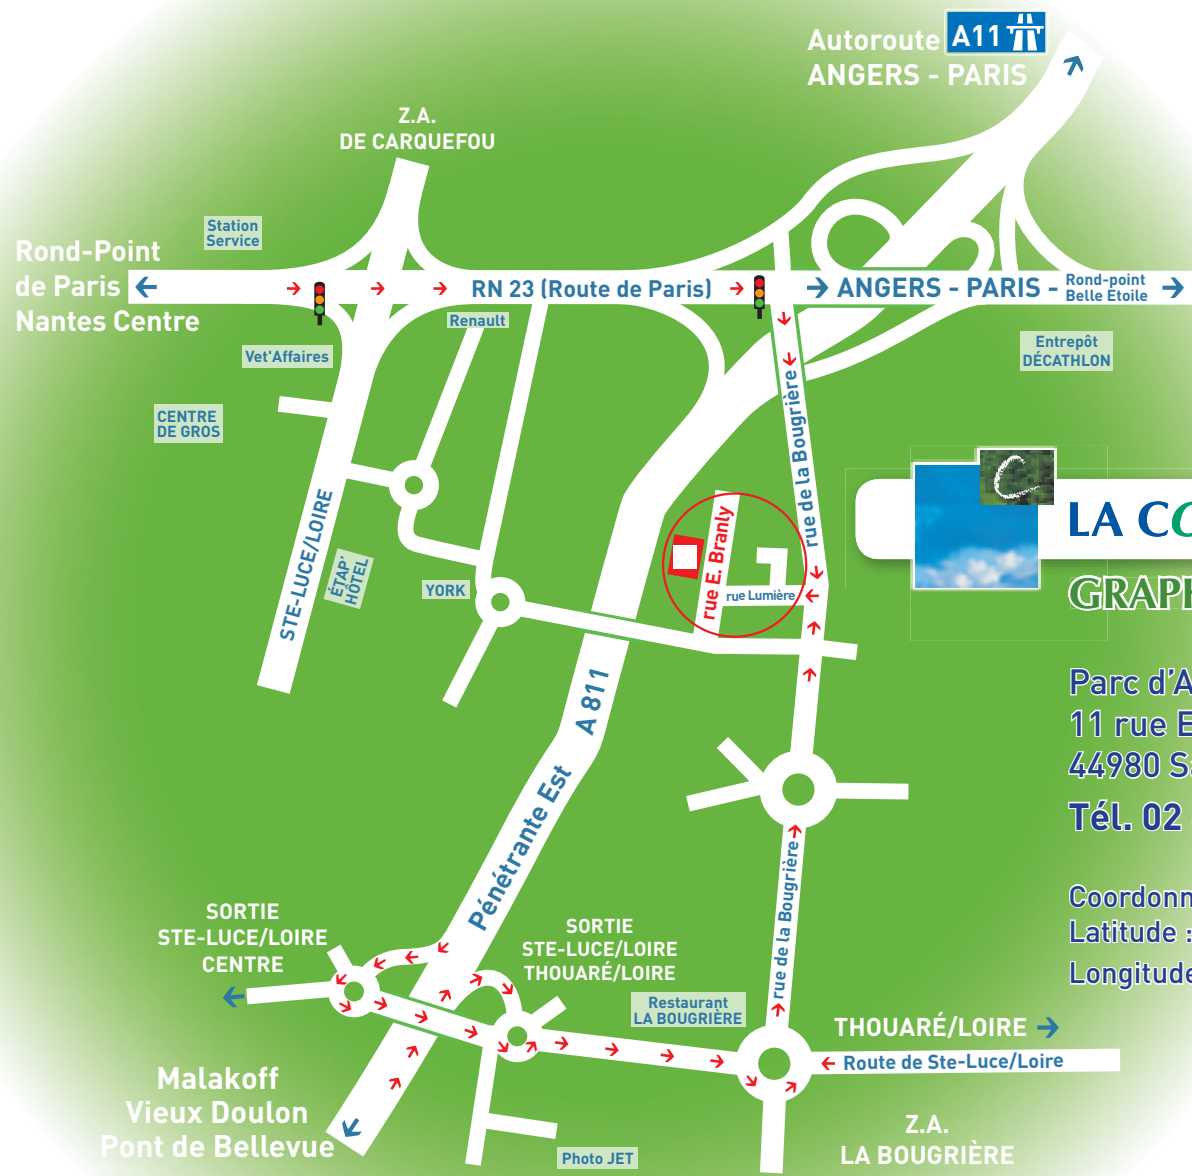 Autoroute A11
ANGERS - PARIS
Z.A.
DE CARQUEFOU
Station
Service
Rond-Point
de Paris
Nantes Centre
RN 23 (Route de Paris)
ANGERS - PARIS -
Rond-point
Belle Etoile
Renault
Vet'Affaires
Entrepôt
DÉCATHLON
CENTRE
DE GROS
rue de la Bougrière
STE-LUCE/LOIRE
ÉTAP'
HÔTEL
YORK
rue E. Branly
rue Lumière
LA
GRAPH
Parc d'A
11 rue E
44980 Sa
Tél. 02
Coordonn
Latitude :
Longitude
A 811
Pénétrante Est
rue de la Bougrière
SORTIE
STE-LUCE/LOIRE
CENTRE
SORTIE
STE-LUCE/LOIRE
THOUARÉ/LOIRE
Restaurant
LA BOUGRIÈRE
THOUARÉ/LOIRE
Route de Ste-Luce/Loire
Malakoff
Vieux Doulon
Pont de Bellevue
Photo JET
Z.A.
LA BOUGRIÈRE